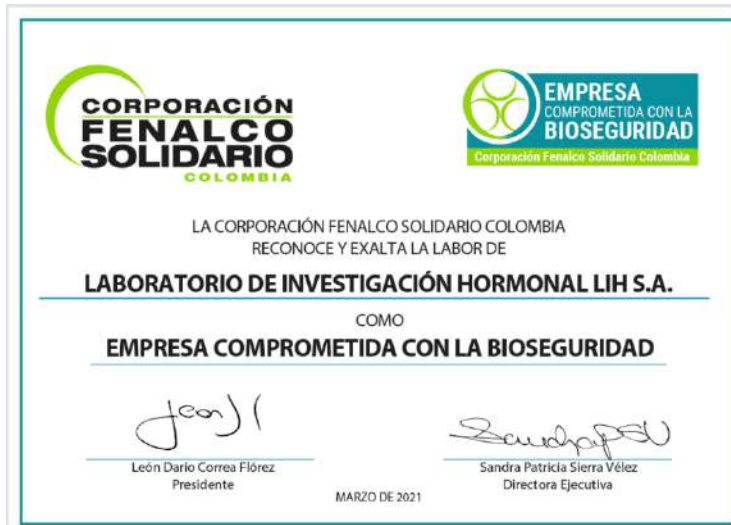 CORPORACIÓN
FENALCO
SOLIDARIO
COLOMBIA
EMPRESA
COMPROMETIDA CON LA
BIOSEGURIDAD
Corporación Fenalco Solidario Colombia
LA CORPORACIÓN FENALCO SOLIDARIO COLOMBIA
RECONOCE Y EXALTA LA LABOR DE
LABORATORIO DE INVESTIGACIÓN HORMONAL LIH S.A.
COMO
EMPRESA COMPROMETIDA CON LA BIOSEGURIDAD
León Darío Correa Flórez
Presidente
Sandra Patricia Sierra Vélez
Directora Ejecutiva
MARZO DE 2021